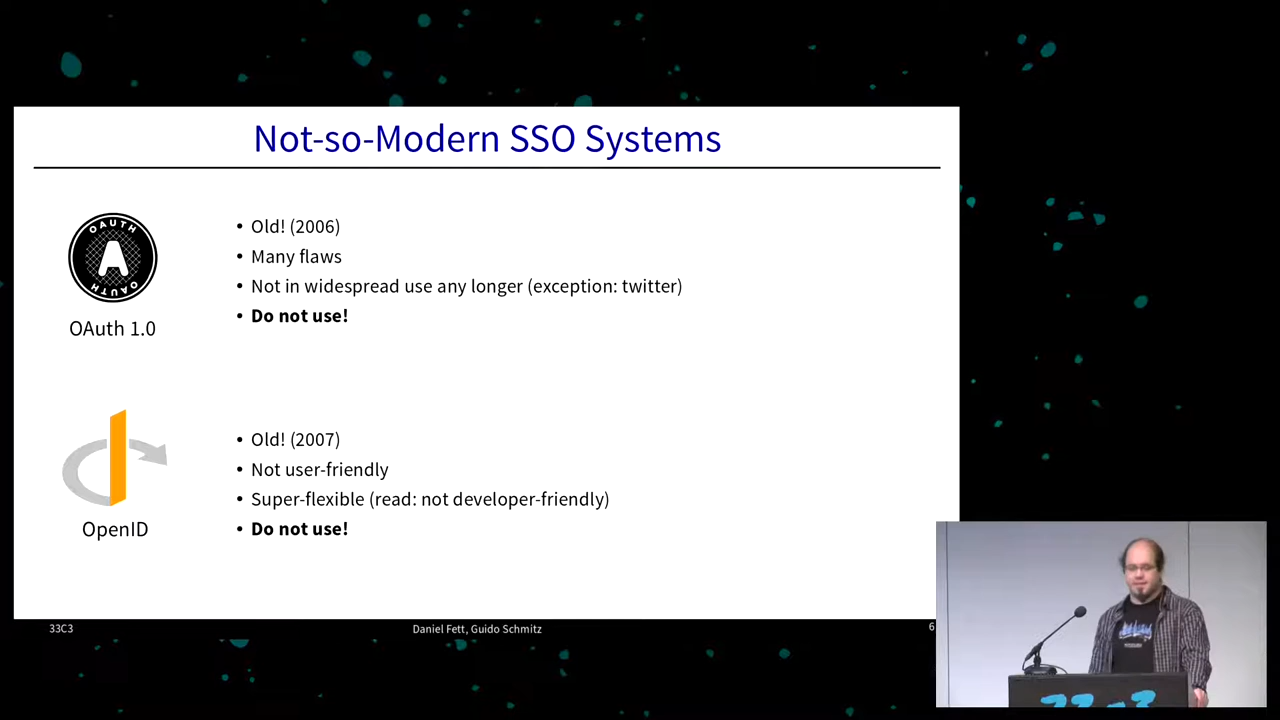 Not-so-Modern SSO Systems
OAUTH
A
OAUTH
OAuth 1.0
• Old! (2006)
• Many flaws
• Not in widespread use any longer (exception: twitter)
• Do not use!
OpenID
• Old! (2007)
• Not user-friendly
• Super-flexible (read: not developer-friendly)
• Do not use!
33C3
Daniel Fett, Guido Schmitz
6